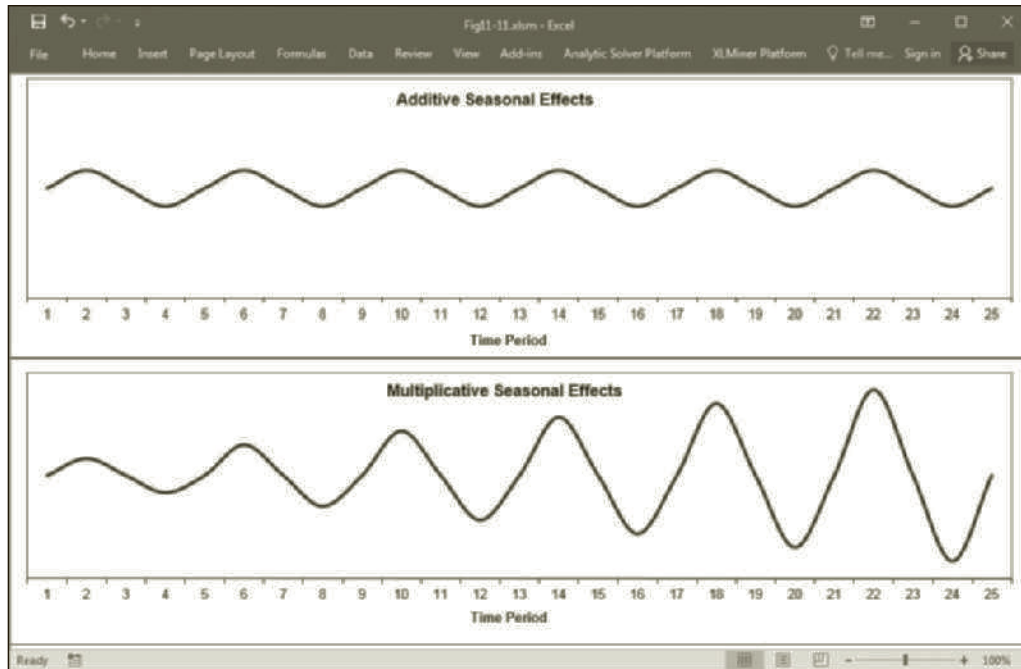 Fig11-11.xlsm - Excel
File Home Insert Page Layout Formulas Data Review View Add-ins Analytic Solver Platform XLMiner Platform Tell me... Sign in Share
Additive Seasonal Effects
1 2 3 4 5 6 7 8 9 10 11 12 13 14 15 16 17 18 19 20 21 22 23 24 25
Time Period
Multiplicative Seasonal Effects
1 2 3 4 5 6 7 8 9 10 11 12 13 14 15 16 17 18 19 20 21 22 23 24 25
Time Period
Ready 100%